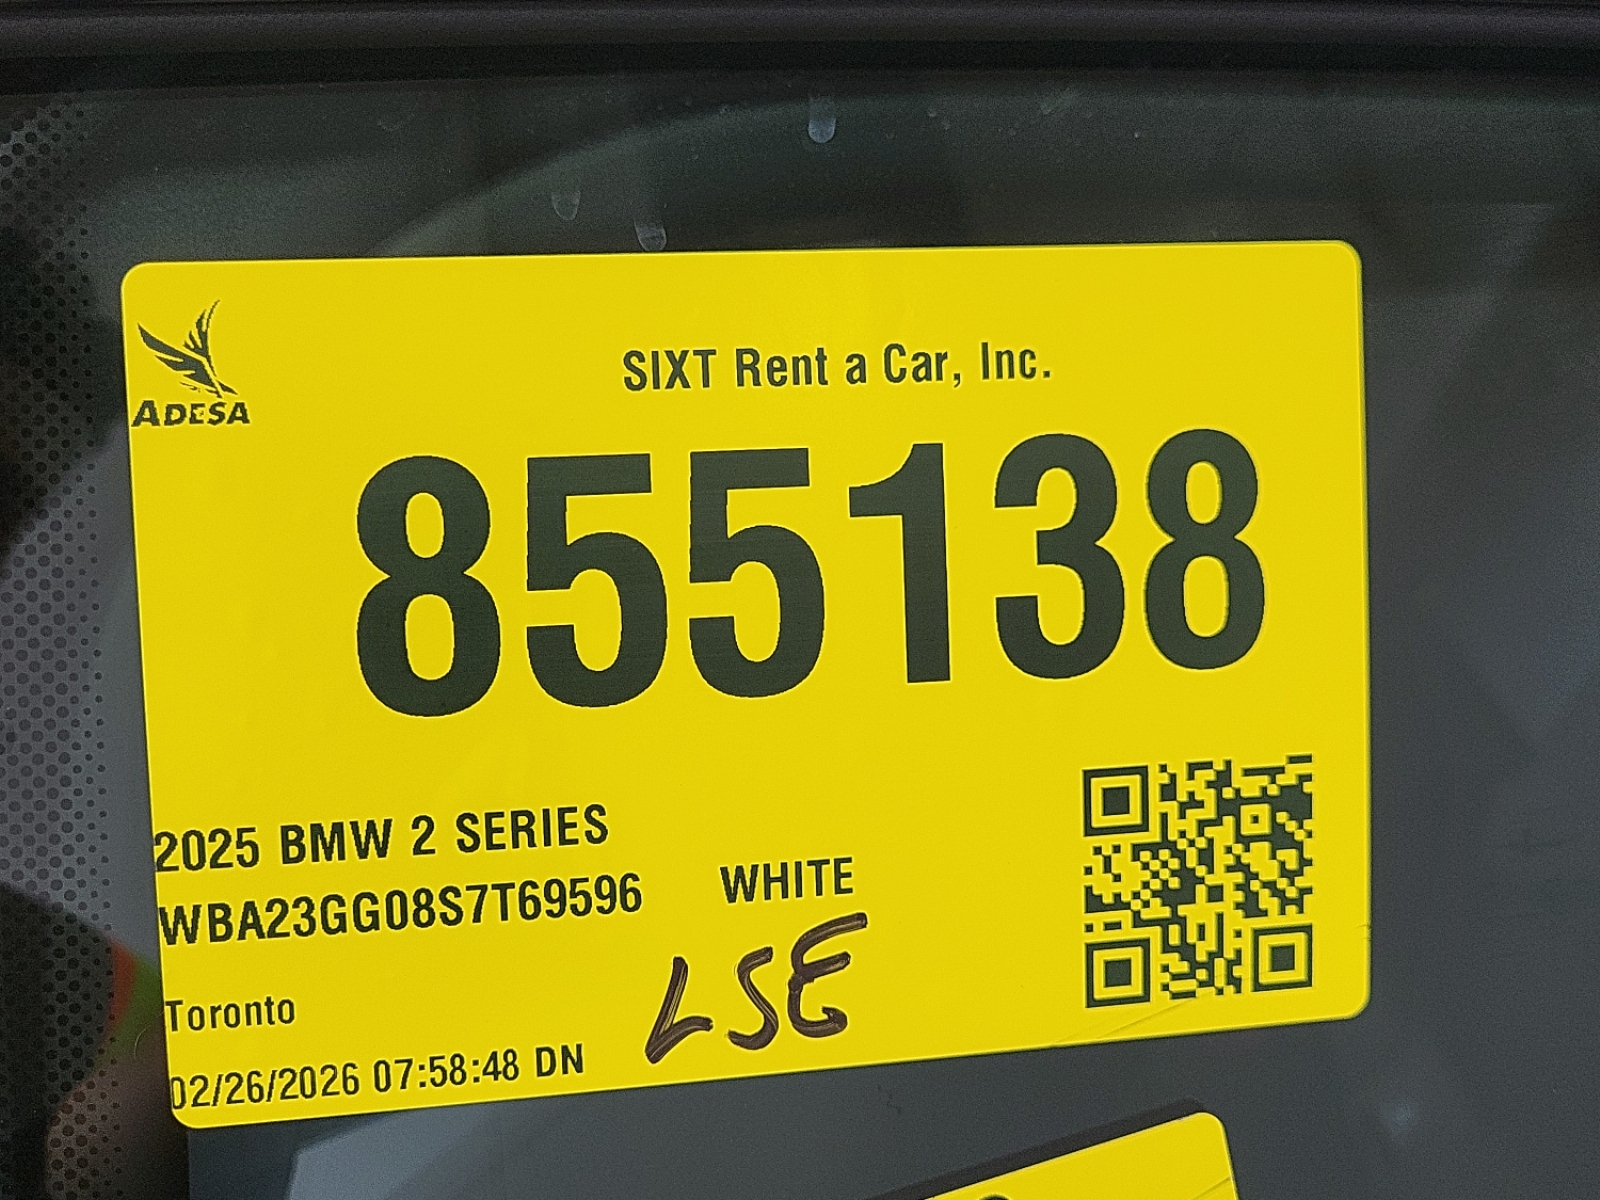 ADESA
SIXT Rent a Car, Inc.
855138
2025 BMW 2 SERIES
WBA23GG08S7T69596 WHITE
LSE
Toronto
02/26/2026 07:58:48 DN